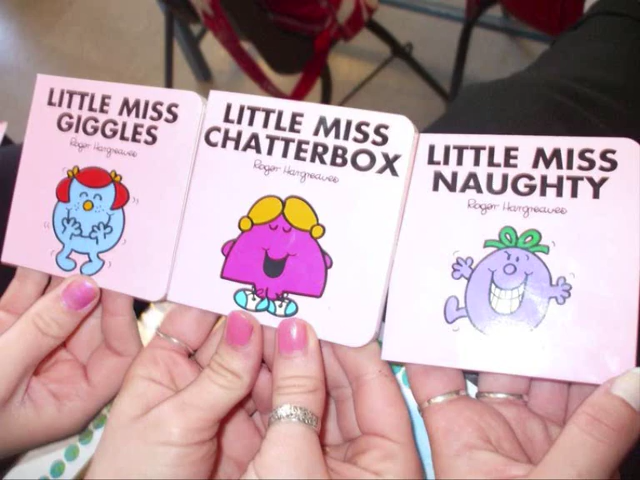 LITTLE MISS
GIGGLES
Roger Hargreaves
LITTLE MISS
CHATTERBOX
Roger Hargreaves
LITTLE MISS
NAUGHTY
Roger Hargreaves